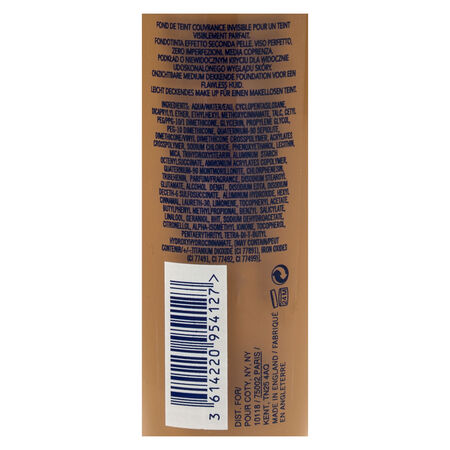 FOND DE TEINT COUVRANCE INVISIBLE POUR UN TEINT
VISIBLEMENT PARFAIT.
FONDOTINTA EFFETTO SECONDA PELLE. VISO PERFETTO,
ZERO IMPERFEZIONI. MEDIA COPRENZA.
PODKŁAD O NIEWIDOCZNYM KRYCIU DLA WIDOCZNIE
UDOSKONALONEGO WYGLĄDU SKÓRY.
ONZICHTBARE MEDIUM DEKKENDE FOUNDATION VOOR EEN
FLAWLESS HUID.
LEICHT DECKENDES MAKE UP FÜR EINEN MAKELLOSEN TEINT.
INGREDIENTS: AQUA/WATER/EAU, CYCLOPENTASILOXANE,
DICAPRYLYL ETHER, ETHYLHEXYL METHOXYCINNAMATE, TALC, CETYL
PEG/PPG-10/1 DIMETHICONE, GLYCERIN, PROPYLENE GLYCOL,
PEG-10 DIMETHICONE, QUATERNIUM-90 SEPIOLITE,
DIMETHICONE/VINYL DIMETHICONE CROSSPOLYMER, ACRYLATES
CROSSPOLYMER, SODIUM CHLORIDE, PHENOXYETHANOL, LECITHIN,
MICA, TRIHYDROXYSTEARIN, ALUMINUM STARCH
OCTENYLSUCCINATE, AMMONIUM ACRYLATES COPOLYMER,
QUATERNIUM-90 MONTMORILLONITE, CHLORPHENESIN,
TRIBEHENIN, PARFUM/FRAGRANCE, DISODIUM STEAROYL
GLUTAMATE, ALCOHOL DENAT., DISODIUM EDTA, DISODIUM
DECETH-6 SULFOSUCCINATE, ALUMINUM HYDROXIDE, HEXYL
CINNAMAL, LAURETH-30, LIMONENE, TOCOPHERYL ACETATE,
BUTYLPHENYL METHYLPROPIONAL, BENZYL SALICYLATE,
LINALOOL, GERANIOL, BHT, SODIUM DEHYDROACETATE,
CITRONELLOL, ALPHA-ISOMETHYL IONONE, TOCOPHEROL,
PENTAERYTHRITYL TETRA-DI-T-BUTYL
HYDROXYHYDROCINNAMATE, [MAY CONTAIN/PEUT
CONTENIR/+/-:TITANIUM DIOXIDE (CI 77891), IRON OXIDES
(CI 77491, CI 77492, CI 77499)].
24M
3 614220 954127 >
DIST. FOR/
POUR COTY, NY, NY
10118 / 75002 PARIS /
KENT, TN25 4AQ
MADE IN ENGLAND / FABRIQUÉ
EN ANGLETERRE